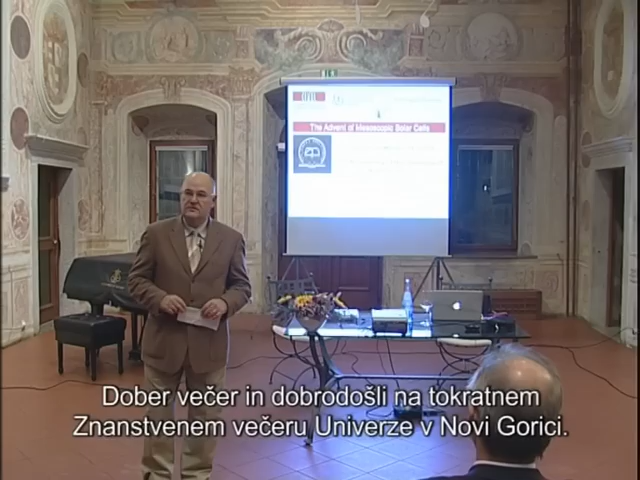 The Advent of Mesoscopic Solar Cells
Dober večer in dobrodošli na tokratnem
Znanstvenem večeru Univerze v Novi Gorici.